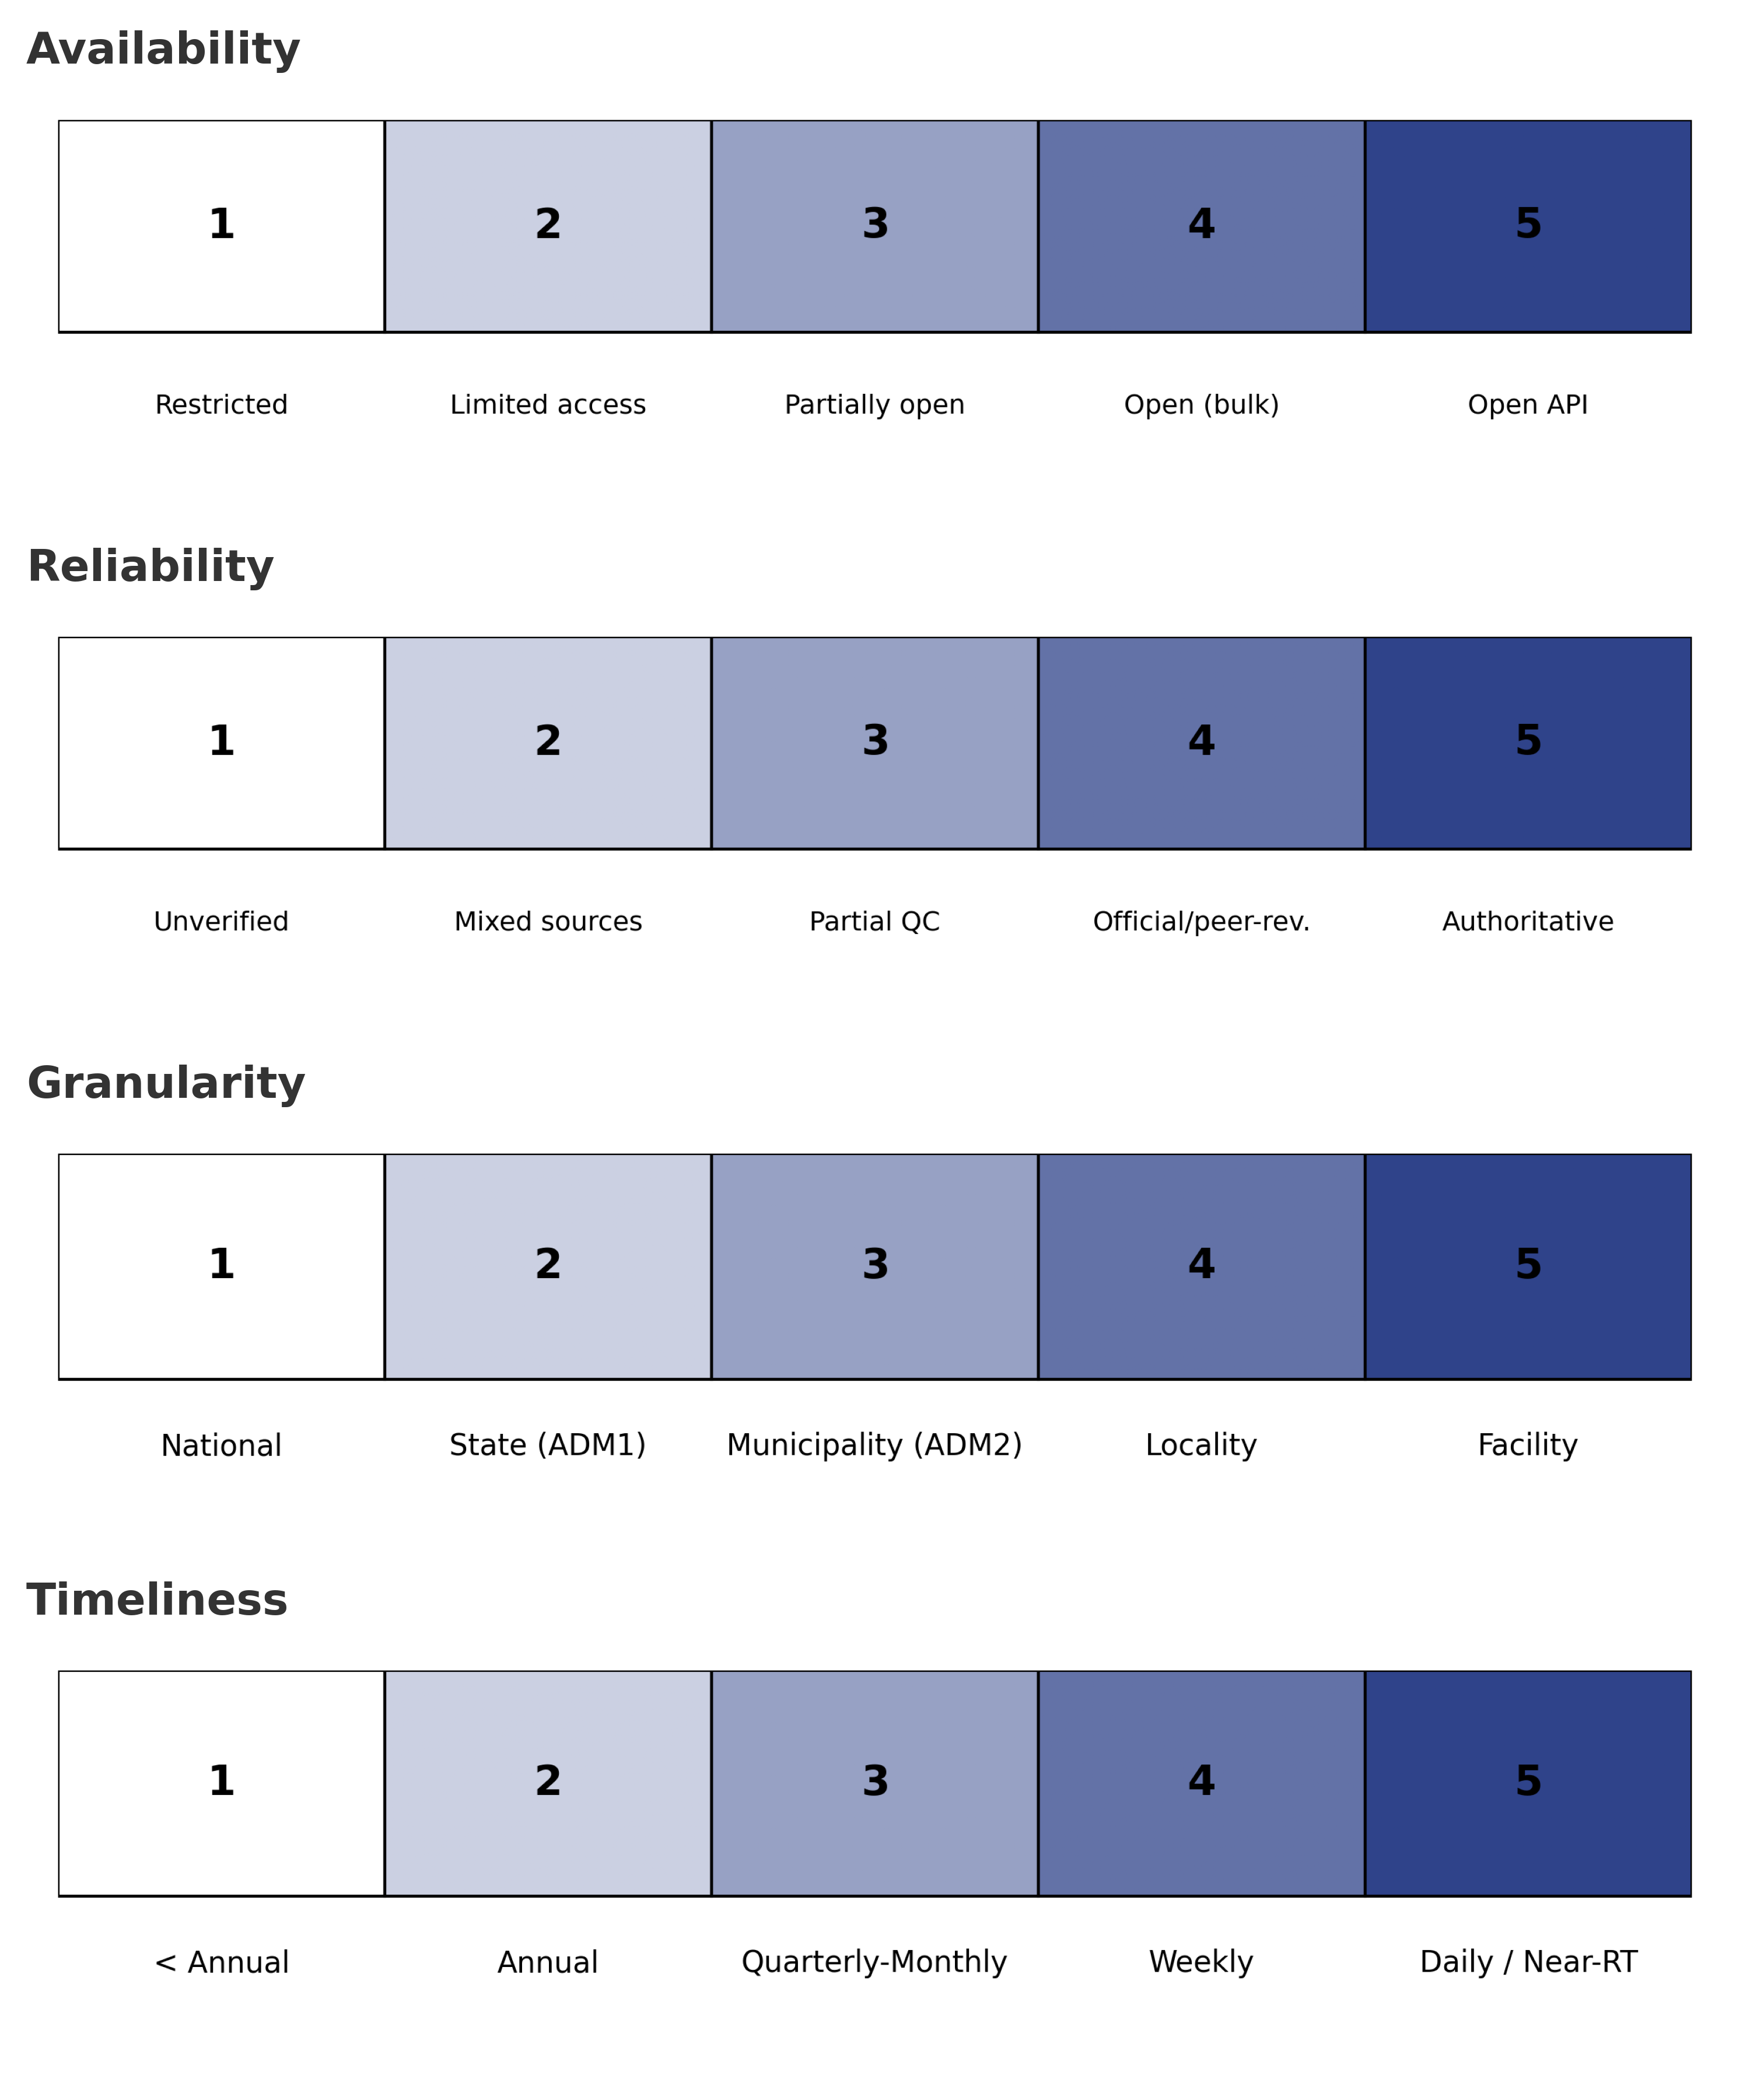 Availability
1 2 3 4 5
Restricted Limited access Partially open Open (bulk) Open API
Reliability
1 2 3 4 5
Unverified Mixed sources Partial QC Official/peer-rev. Authoritative
Granularity
1 2 3 4 5
National State (ADM1) Municipality (ADM2) Locality Facility
Timeliness
1 2 3 4 5
< Annual Annual Quarterly-Monthly Weekly Daily / Near-RT